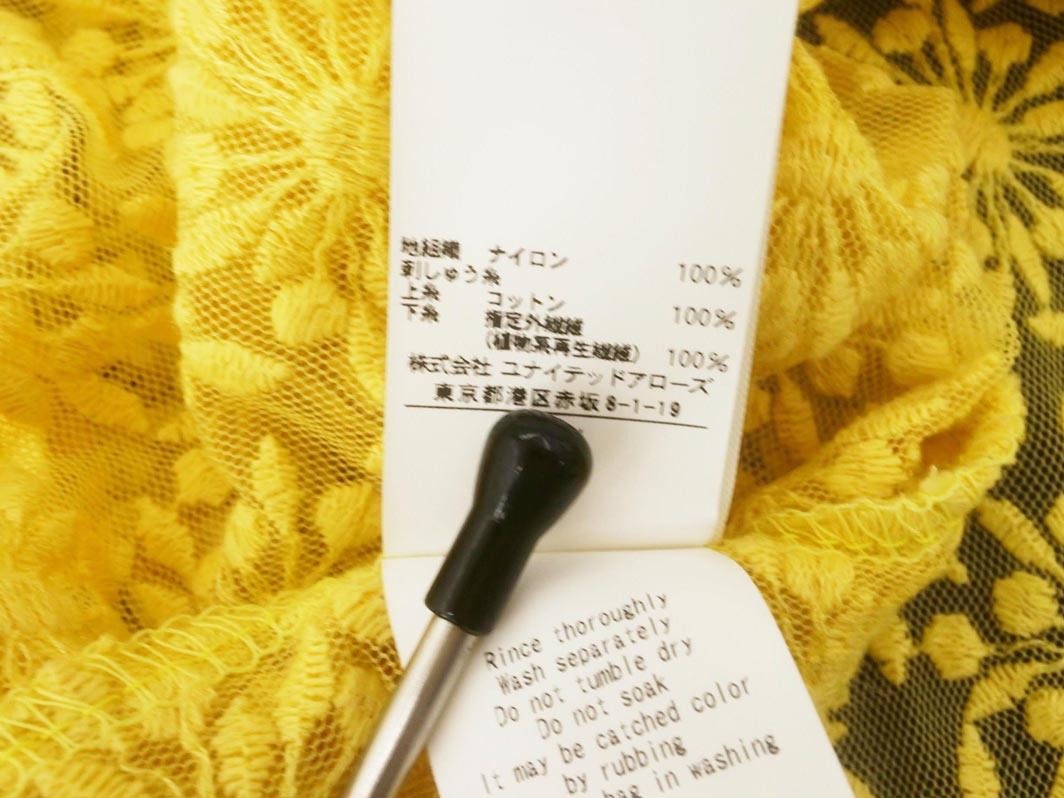 地組織 ナイロン 100%
刺しゅう糸
上糸 コットン 100%
下糸 指定外繊維
(植物系再生繊維) 100%
株式会社 ユナイテッドアローズ
東京都港区赤坂8-1-19
Rince thoroughly
Wash separately
Do not tumble dry
Do not soak
It may be catched color
by rubbing
bag in washing